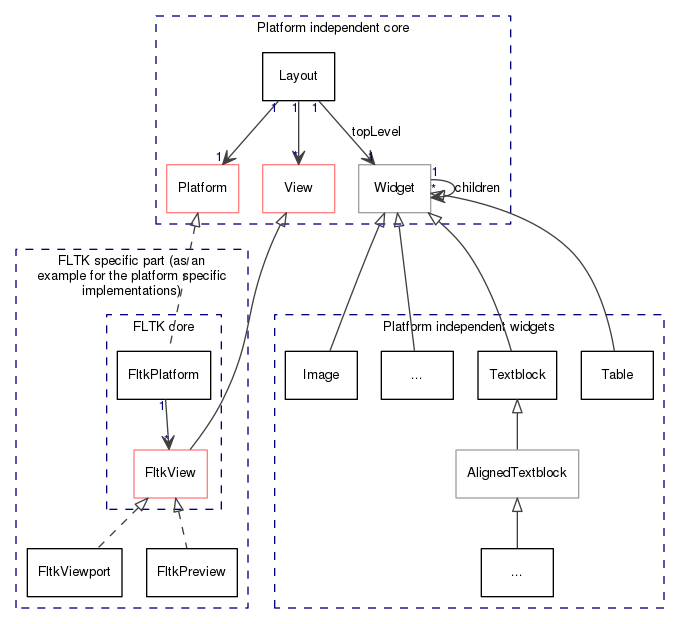 Platform independent core
Layout
1 1 1
topLevel
1 * 1
1
Platform
View
Widget
*
children
FLTK specific part (as an
example for the platform specific
implementations)
FLTK core
Platform independent widgets
FltkPlatform
Image
...
Textblock
Table
1
*
FltkView
AlignedTextblock
FltkViewport
FltkPreview
...